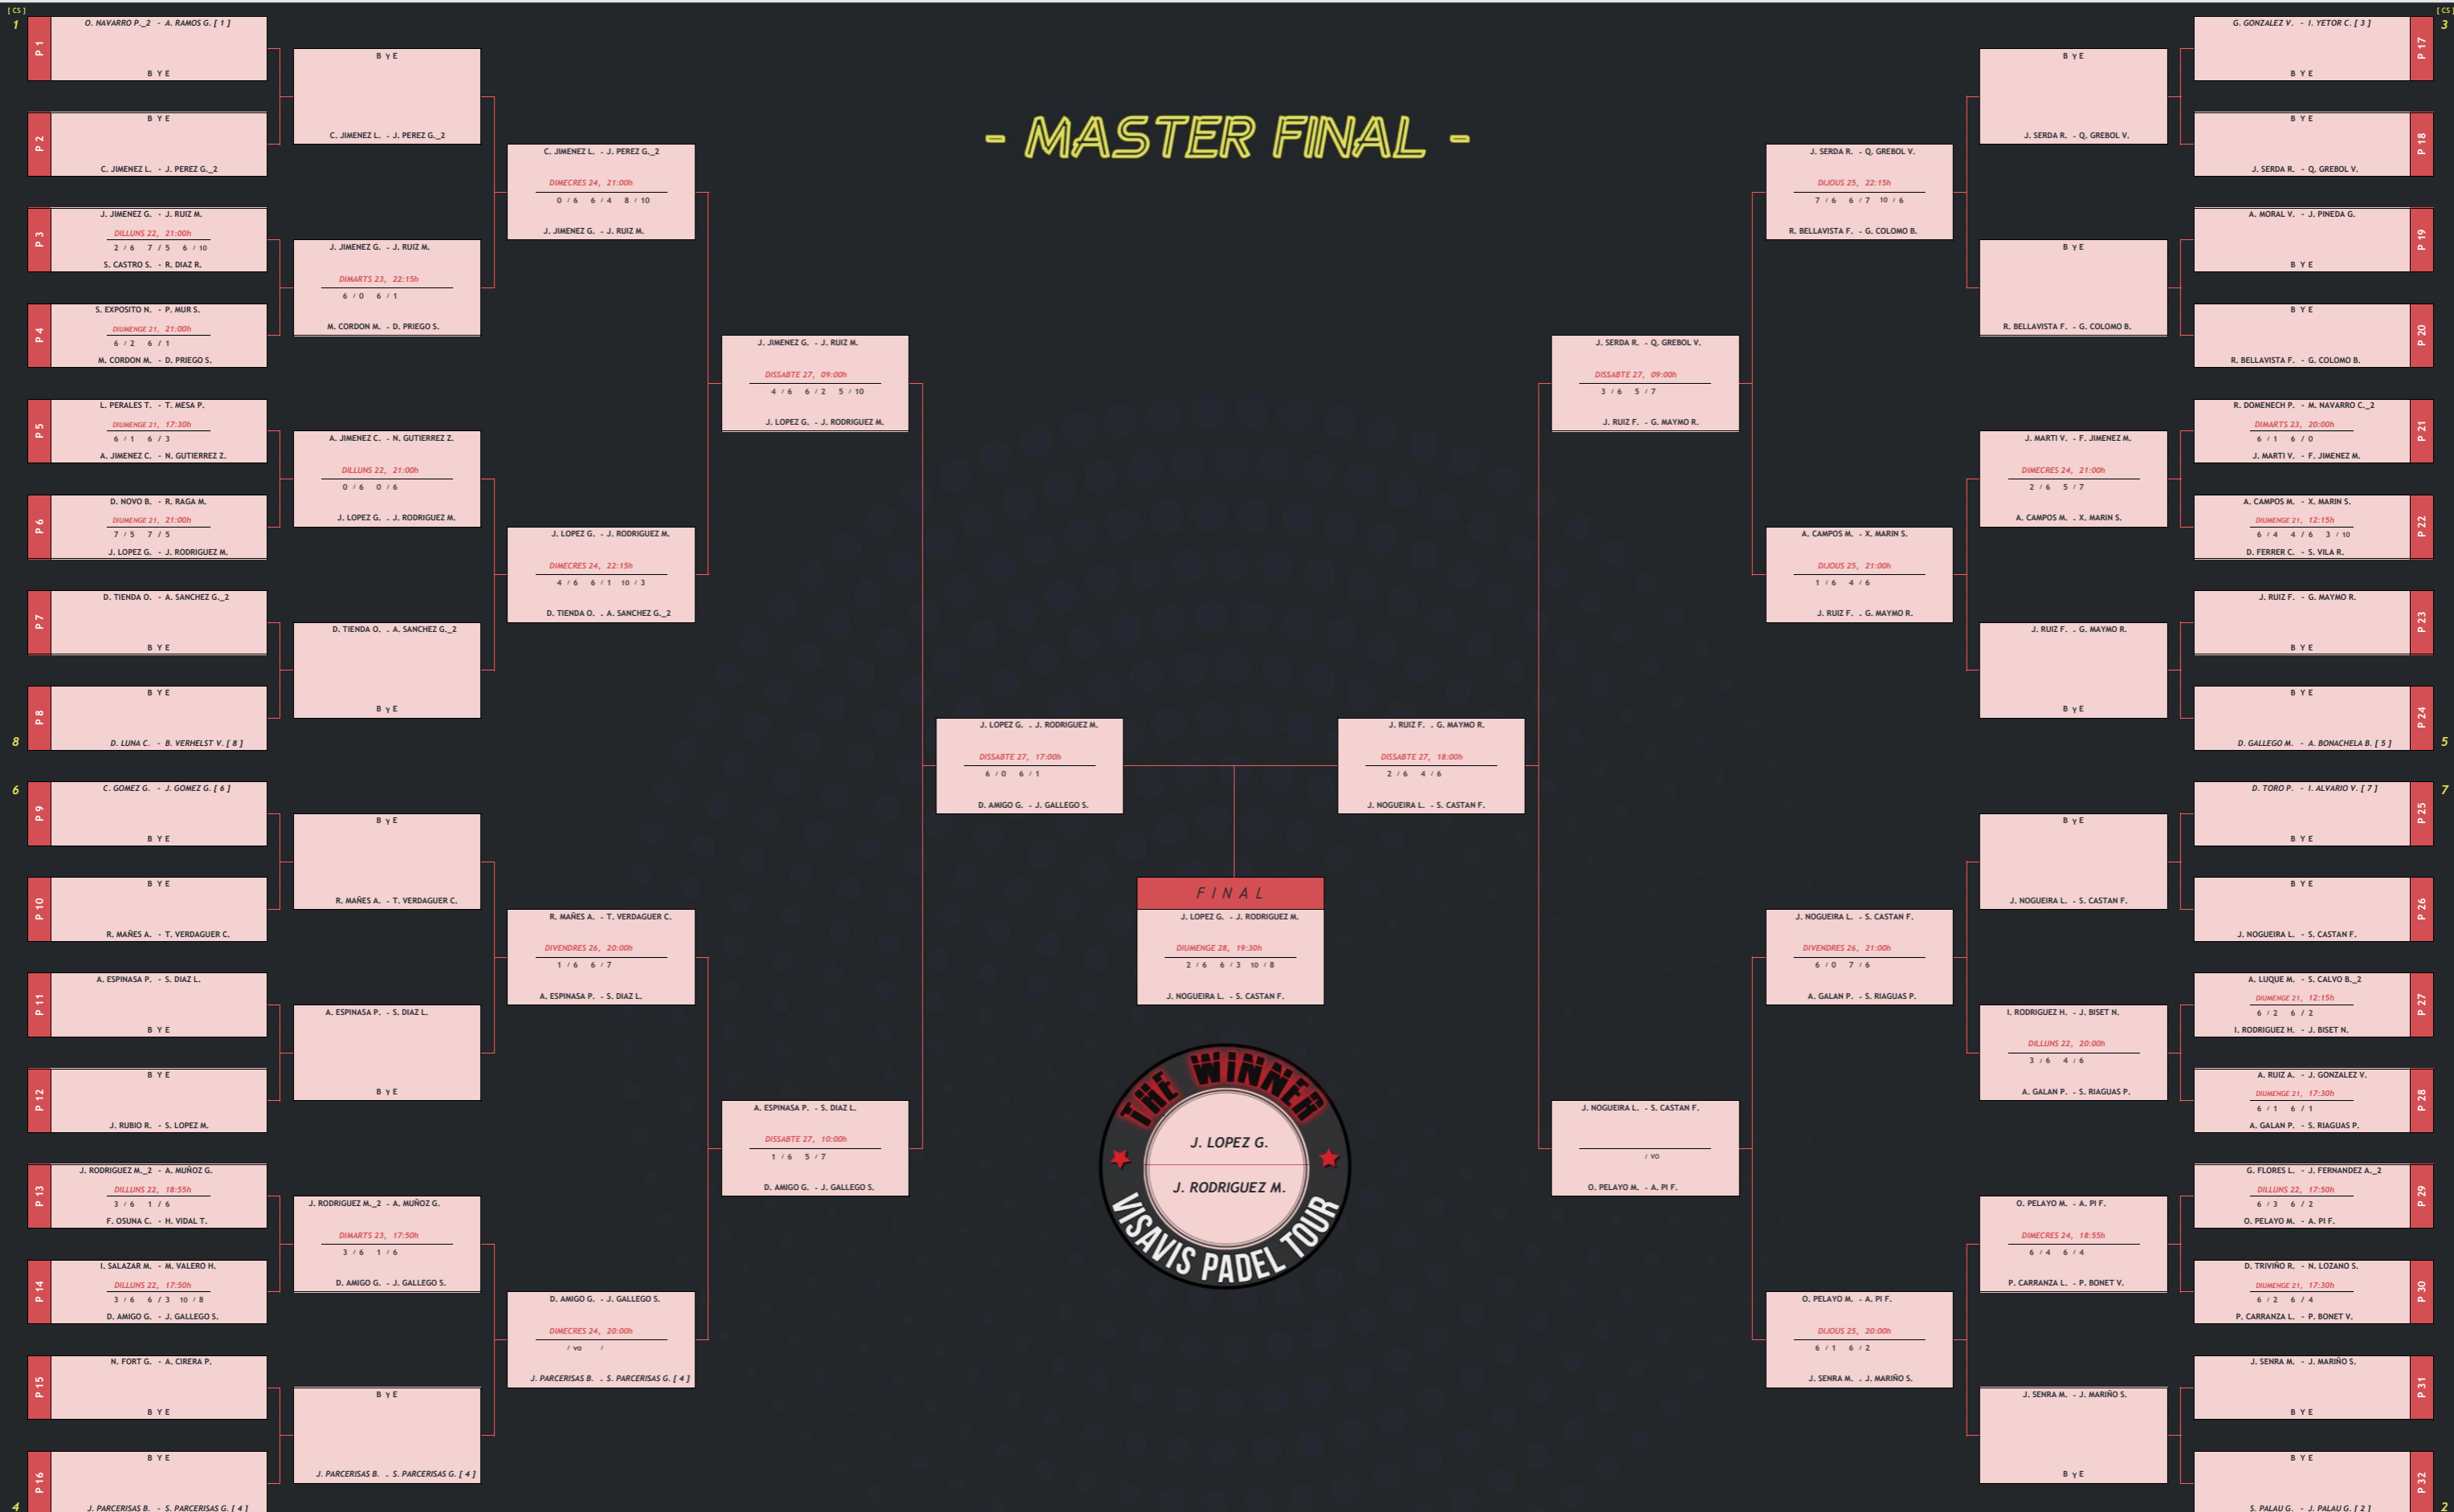 [ CS ]
1
P 1
O. NAVARRO P._2 - A. RAMOS G. [ 1 ]
B Y E
P 2
B Y E
C. JIMENEZ L. - J. PEREZ G._2
P 3
J. JIMENEZ G. - J. RUIZ M.
DILLUNS 22, 21:00h
2 / 6 7 / 5 6 / 10
S. CASTRO S. - R. DIAZ R.
P 4
S. EXPOSITO N. - P. MUR S.
DIUMENGE 21, 21:00h
6 / 2 6 / 1
M. CORDON M. - D. PRIEGO S.
P 5
L. PERALES T. - T. MESA P.
DIUMENGE 21, 17:30h
6 / 1 6 / 3
A. JIMENEZ C. - N. GUTIERREZ Z.
P 6
D. NOVO B. - R. RAGA M.
DIUMENGE 21, 21:00h
7 / 5 7 / 5
J. LOPEZ G. - J. RODRIGUEZ M.
P 7
D. TIENDA O. - A. SANCHEZ G._2
B Y E
P 8
B Y E
D. LUNA C. - B. VERHELST V. [ 8 ]
8
6
P 9
C. GOMEZ G. - J. GOMEZ G. [ 6 ]
B Y E
P 10
B Y E
R. MAÑES A. - T. VERDAGUER C.
P 11
A. ESPINASA P. - S. DIAZ L.
B Y E
P 12
B Y E
J. RUBIO R. - S. LOPEZ M.
P 13
J. RODRIGUEZ M._2 - A. MUÑOZ G.
DILLUNS 22, 18:55h
3 / 6 1 / 6
F. OSUNA C. - H. VIDAL T.
P 14
I. SALAZAR M. - M. VALERO H.
DILLUNS 22, 17:50h
3 / 6 6 / 3 10 / 8
D. AMIGO G. - J. GALLEGO S.
P 15
N. FORT G. - A. CIRERA P.
B Y E
P 16
B Y E
J. PARCERISAS B. - S. PARCERISAS G. [ 4 ]
4
B Y E
C. JIMENEZ L. - J. PEREZ G._2
J. JIMENEZ G. - J. RUIZ M.
DIMARTS 23, 22:15h
6 / 0 6 / 1
M. CORDON M. - D. PRIEGO S.
A. JIMENEZ C. - N. GUTIERREZ Z.
DILLUNS 22, 21:00h
0 / 6 0 / 6
J. LOPEZ G. - J. RODRIGUEZ M.
D. TIENDA O. - A. SANCHEZ G._2
B Y E
B Y E
R. MAÑES A. - T. VERDAGUER C.
A. ESPINASA P. - S. DIAZ L.
B Y E
J. RODRIGUEZ M._2 - A. MUÑOZ G.
DIMARTS 23, 17:50h
3 / 6 1 / 6
D. AMIGO G. - J. GALLEGO S.
B Y E
J. PARCERISAS B. - S. PARCERISAS G. [ 4 ]
C. JIMENEZ L. - J. PEREZ G._2
DIMECRES 24, 21:00h
0 / 6 6 / 4 8 / 10
J. JIMENEZ G. - J. RUIZ M.
J. LOPEZ G. - J. RODRIGUEZ M.
DIMECRES 24, 22:15h
4 / 6 6 / 1 10 / 3
D. TIENDA O. - A. SANCHEZ G._2
R. MAÑES A. - T. VERDAGUER C.
DIVENDRES 26, 20:00h
1 / 6 6 / 7
A. ESPINASA P. - S. DIAZ L.
D. AMIGO G. - J. GALLEGO S.
DIMECRES 24, 20:00h
/ vo /
J. PARCERISAS B. - S. PARCERISAS G. [ 4 ]
J. JIMENEZ G. - J. RUIZ M.
DISSABTE 27, 09:00h
4 / 6 6 / 2 5 / 10
J. LOPEZ G. - J. RODRIGUEZ M.
A. ESPINASA P. - S. DIAZ L.
DISSABTE 27, 10:00h
1 / 6 5 / 7
D. AMIGO G. - J. GALLEGO S.
- MASTER FINAL -
J. LOPEZ G. - J. RODRIGUEZ M.
DISSABTE 27, 17:00h
6 / 0 6 / 1
D. AMIGO G. - J. GALLEGO S.
FINAL
J. LOPEZ G. - J. RODRIGUEZ M.
DIUMENGE 28, 19:30h
2 / 6 6 / 3 10 / 8
J. NOGUEIRA L. - S. CASTAN F.
THE WINNER
J. LOPEZ G.
J. RODRIGUEZ M.
VISAVIS PADEL TOUR
J. RUIZ F. - G. MAYMO R.
DISSABTE 27, 18:00h
2 / 6 4 / 6
J. NOGUEIRA L. - S. CASTAN F.
J. SERDA R. - Q. GREBOL V.
DISSABTE 27, 09:00h
3 / 6 5 / 7
J. RUIZ F. - G. MAYMO R.
J. NOGUEIRA L. - S. CASTAN F.
/ vo
O. PELAYO M. - A. PI F.
J. SERDA R. - Q. GREBOL V.
DIJOUS 25, 22:15h
7 / 6 6 / 7 10 / 6
R. BELLAVISTA F. - G. COLOMO B.
A. CAMPOS M. - X. MARIN S.
DIJOUS 25, 21:00h
1 / 6 4 / 6
J. RUIZ F. - G. MAYMO R.
J. NOGUEIRA L. - S. CASTAN F.
DIVENDRES 26, 21:00h
6 / 0 7 / 6
A. GALAN P. - S. RIAGUAS P.
O. PELAYO M. - A. PI F.
DIJOUS 25, 20:00h
6 / 1 6 / 2
J. SENRA M. - J. MARIÑO S.
B Y E
J. SERDA R. - Q. GREBOL V.
B Y E
R. BELLAVISTA F. - G. COLOMO B.
J. MARTI V. - F. JIMENEZ M.
DIMECRES 24, 21:00h
2 / 6 5 / 7
A. CAMPOS M. - X. MARIN S.
J. RUIZ F. - G. MAYMO R.
B Y E
B Y E
J. NOGUEIRA L. - S. CASTAN F.
I. RODRIGUEZ H. - J. BISET N.
DILLUNS 22, 20:00h
3 / 6 4 / 6
A. GALAN P. - S. RIAGUAS P.
O. PELAYO M. - A. PI F.
DIMECRES 24, 18:55h
6 / 4 6 / 4
P. CARRANZA L. - P. BONET V.
J. SENRA M. - J. MARIÑO S.
B Y E
[ CS ]
3
G. GONZALEZ V. - I. YETOR C. [ 3 ]
B Y E
P 17
B Y E
J. SERDA R. - Q. GREBOL V.
P 18
A. MORAL V. - J. PINEDA G.
B Y E
P 19
B Y E
R. BELLAVISTA F. - G. COLOMO B.
P 20
R. DOMENECH P. - M. NAVARRO C._2
DIMARTS 23, 20:00h
6 / 1 6 / 0
J. MARTI V. - F. JIMENEZ M.
P 21
A. CAMPOS M. - X. MARIN S.
DIUMENGE 21, 12:15h
6 / 4 4 / 6 3 / 10
D. FERRER C. - S. VILA R.
P 22
J. RUIZ F. - G. MAYMO R.
B Y E
P 23
B Y E
D. GALLEGO M. - A. BONACHELA B. [ 5 ]
P 24
5
7
D. TORO P. - I. ALVARIO V. [ 7 ]
B Y E
P 25
B Y E
J. NOGUEIRA L. - S. CASTAN F.
P 26
A. LUQUE M. - S. CALVO B._2
DIUMENGE 21, 12:15h
6 / 2 6 / 2
I. RODRIGUEZ H. - J. BISET N.
P 27
A. RUIZ A. - J. GONZALEZ V.
DIUMENGE 21, 17:30h
6 / 1 6 / 1
A. GALAN P. - S. RIAGUAS P.
P 28
G. FLORES L. - J. FERNANDEZ A._2
DILLUNS 22, 17:50h
6 / 3 6 / 2
O. PELAYO M. - A. PI F.
P 29
D. TRIVIÑO R. - N. LOZANO S.
DIUMENGE 21, 17:30h
6 / 2 6 / 4
P. CARRANZA L. - P. BONET V.
P 30
J. SENRA M. - J. MARIÑO S.
B Y E
P 31
B Y E
S. PALAU G. - J. PALAU G. [ 2 ]
P 32
2